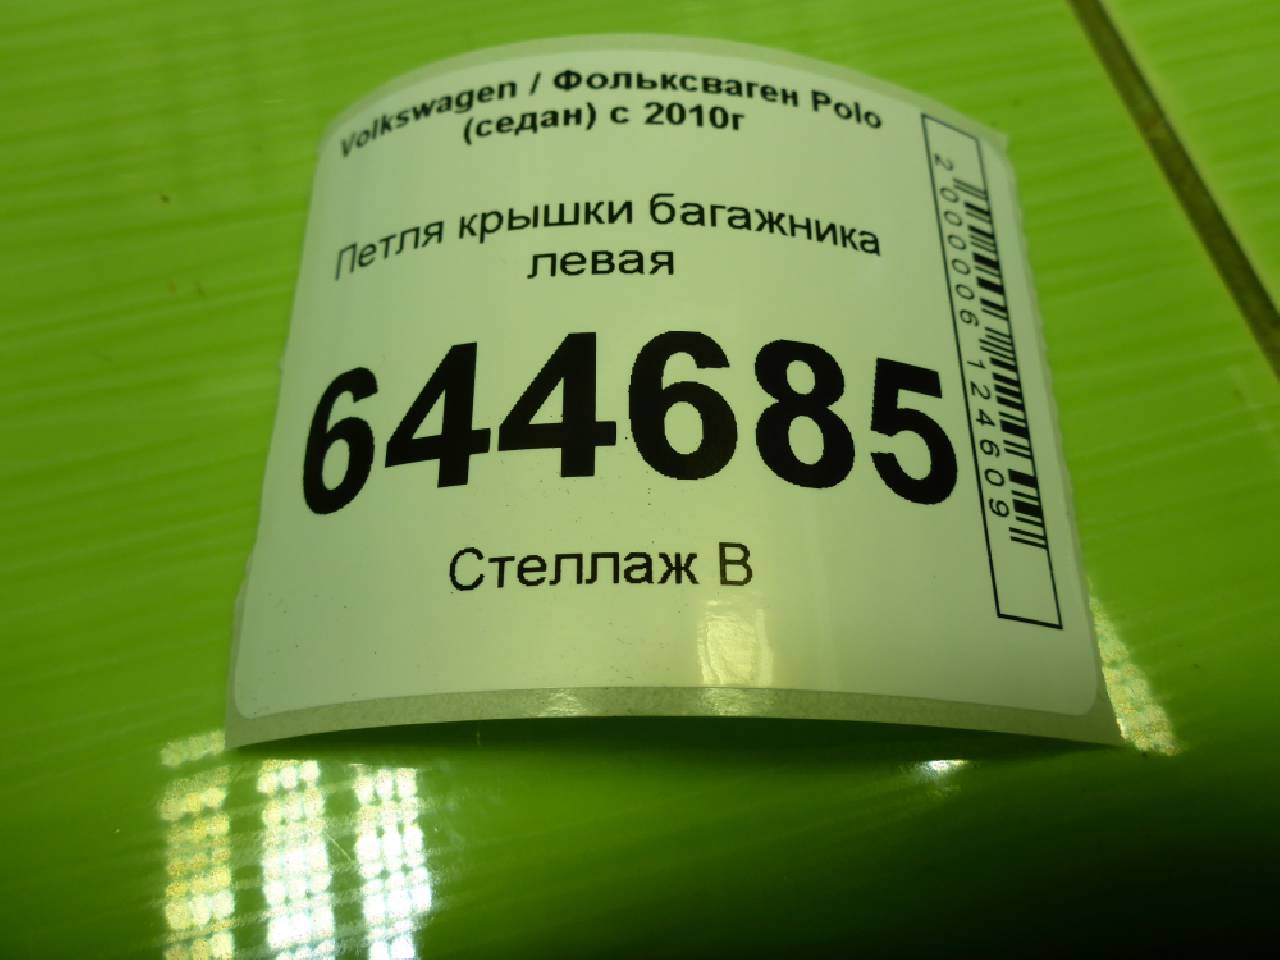 Volkswagen / Фольксваген Polo
(седан) с 2010г
Петля крышки багажника
левая
644685
Стеллаж В
2000006124609